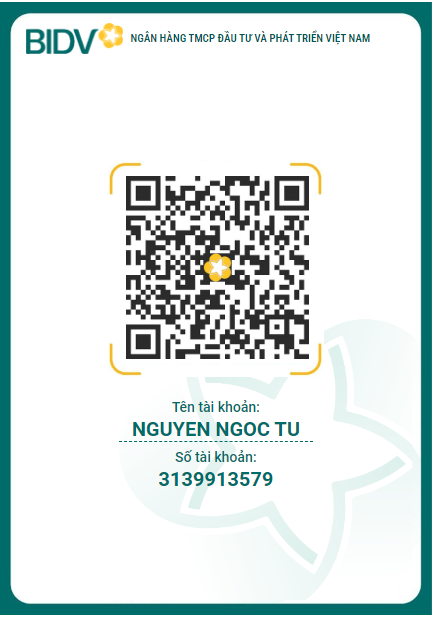 BIDV NGÂN HÀNG TMCP ĐẦU TƯ VÀ PHÁT TRIỂN VIỆT NAM
Tên tài khoản:
NGUYEN NGOC TU
Số tài khoản:
3139913579